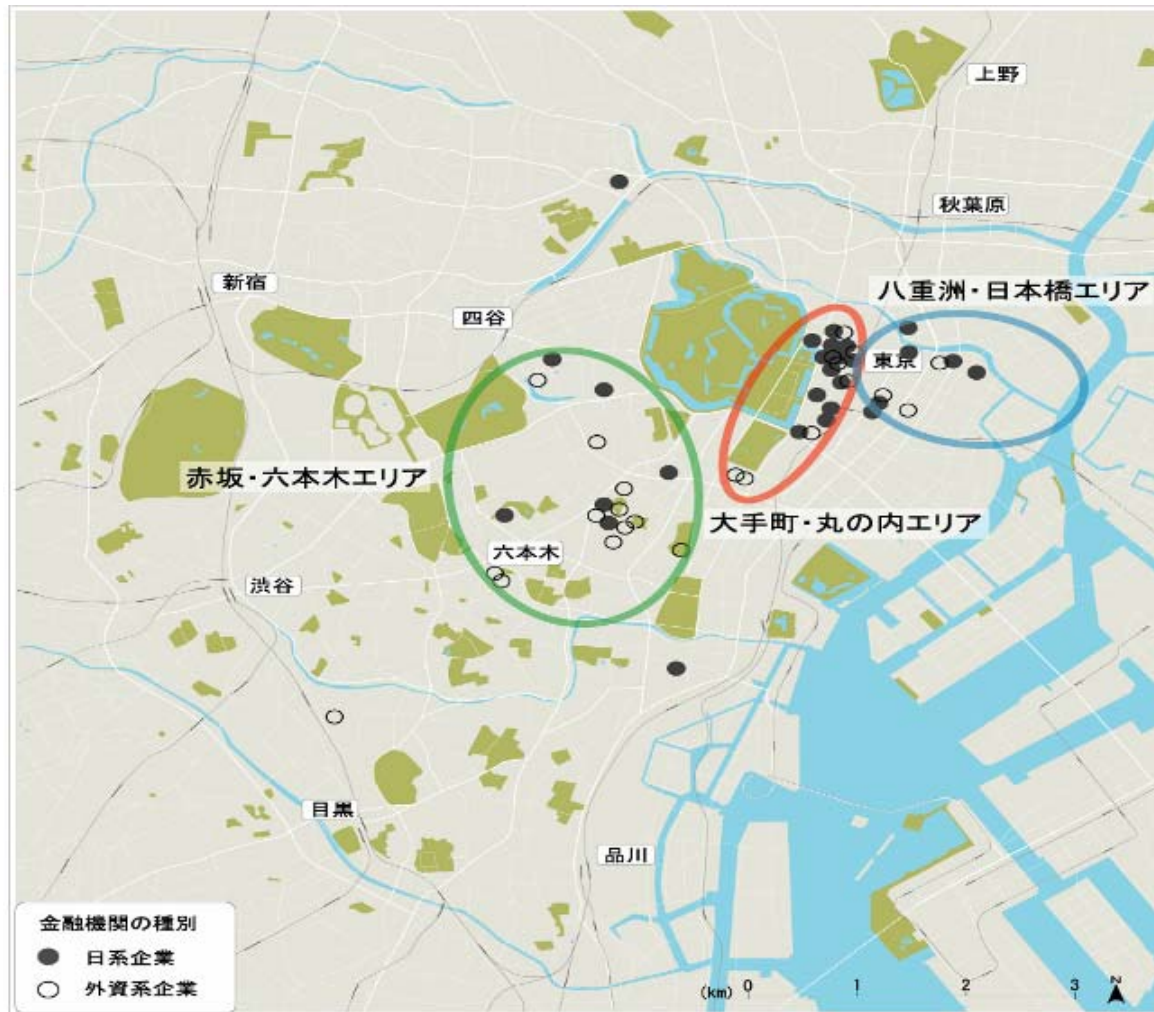 上野
秋葉原
新宿
八重洲・日本橋エリア
四谷
東京
赤坂・六本木エリア
大手町・丸の内エリア
六本木
渋谷
目黒
品川
金融機関の種別
日系企業
外資系企業
(km) 0 1 2 3
N